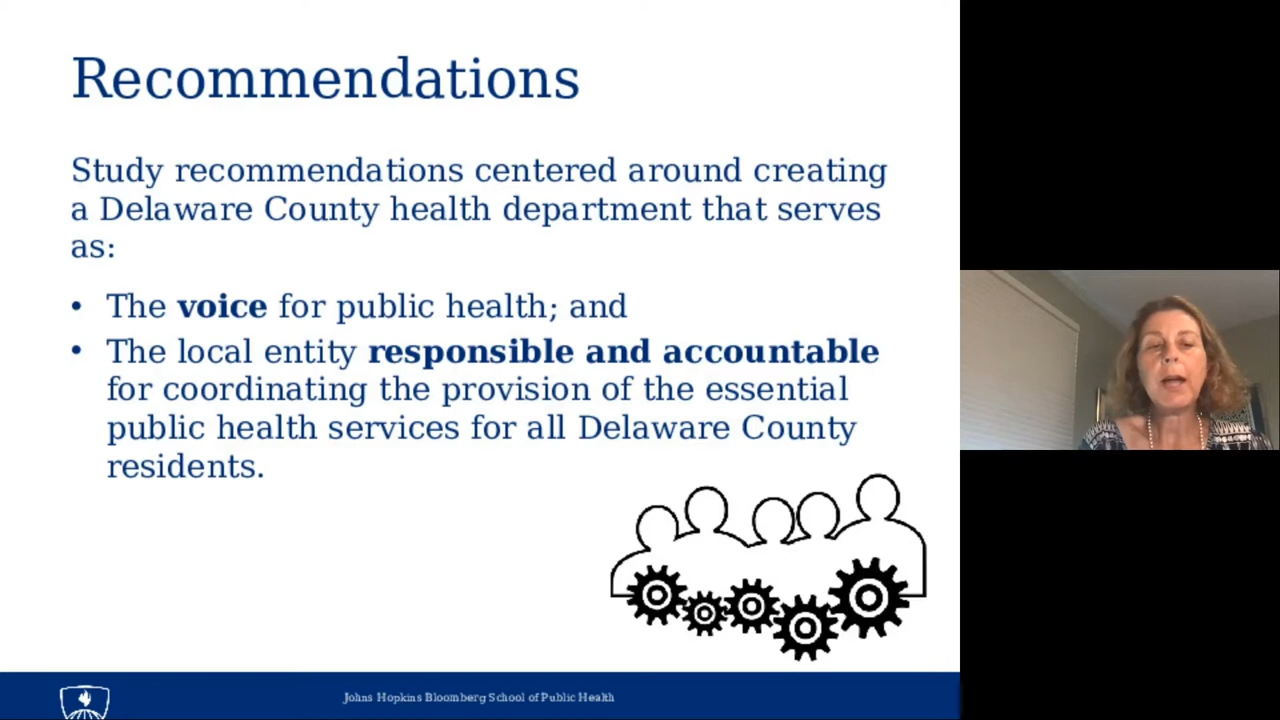 Recommendations
Study recommendations centered around creating
a Delaware County health department that serves
as:
• The voice for public health; and
• The local entity responsible and accountable
for coordinating the provision of the essential
public health services for all Delaware County
residents.
Johns Hopkins Bloomberg School of Public Health